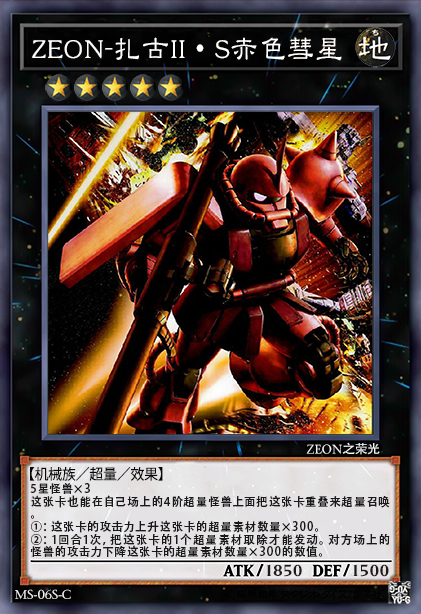 ZEON-扎古II·S赤色彗星 地
ZEON之荣光
【机械族／超量／效果】
5星怪兽×3
这张卡也能在自己场上的4阶超量怪兽上面把这张卡重叠来超量召唤
。
①：这张卡的攻击力上升这张卡的超量素材数量×300。
②：1回合1次，把这张卡的1个超量素材取除才能发动。对方场上的
怪兽的攻击力下降这张卡的超量素材数量×300的数值。
ATK/1850 DEF/1500
MS-06S-C